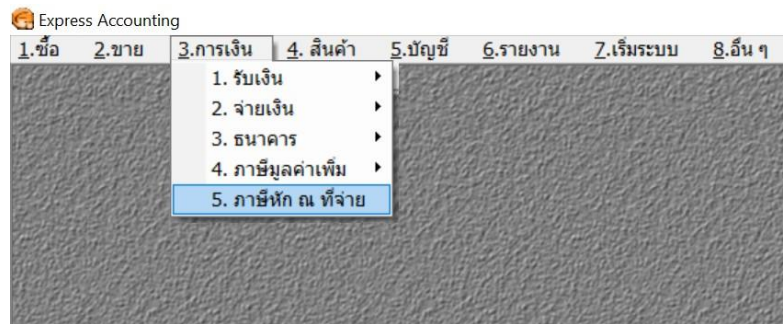 Express Accounting
1.ซื้อ 2.ขาย 3.การเงิน 4. สินค้า 5.บัญชี 6.รายงาน 7.เริ่มระบบ 8.อื่น ๆ
1. รับเงิน
2. จ่ายเงิน
3. ธนาคาร
4. ภาษีมูลค่าเพิ่ม
5. ภาษีหัก ณ ที่จ่าย